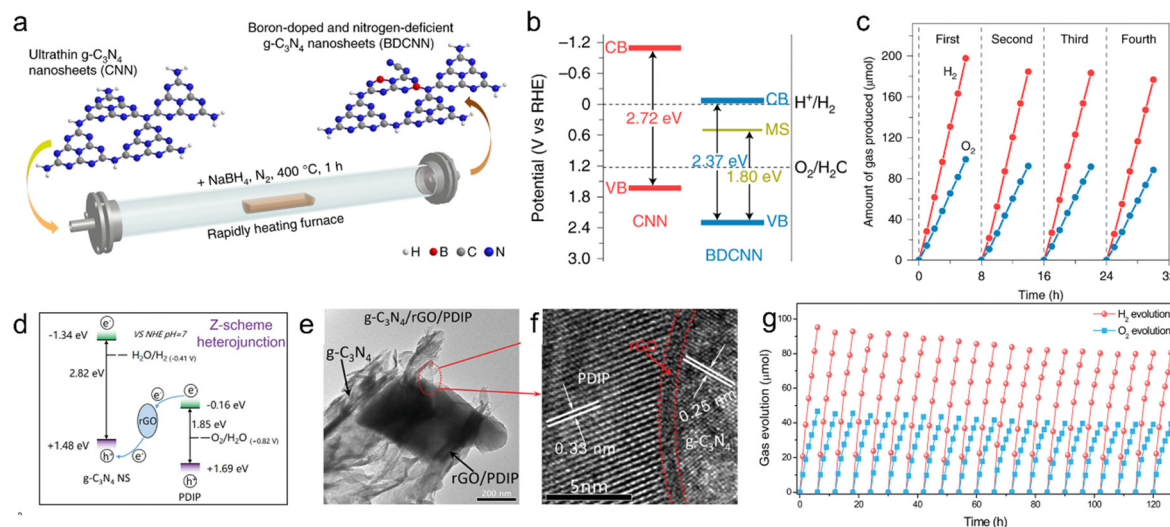 a
Ultrathin g-C₃N₄
nanosheets (CNN)
Boron-doped and nitrogen-deficient
g-C₃N₄ nanosheets (BDCNN)
+ NaBH₄, N₂, 400 °C, 1 h
Rapidly heating furnace
H B C N
b
Potential (V vs RHE)
−1.2
−0.6
0
0.6
1.2
1.8
2.4
3.0
CB
2.72 eV
VB
CNN
CB
MS
2.37 eV
1.80 eV
VB
BDCNN
H⁺/H₂
O₂/H₂C
c
Amount of gas produced (μmol)
200
160
120
80
40
0
First Second Third Fourth
H₂
O₂
0 8 16 24 32
Time (h)
d
VS NHE pH=7
Z-scheme
heterojunction
e⁻
-1.34 eV
H₂O/H₂ (-0.41 V)
2.82 eV
e⁻
e⁻
-0.16 eV
rGO
1.85 eV
O₂/H₂O (+0.82 V)
+1.48 eV
h⁺
e⁻
+1.69 eV
h⁺
g-C₃N₄ NS
PDIP
e
g-C₃N₄/rGO/PDIP
g-C₃N₄
rGO/PDIP
200 nm
f
rGO
PDIP
0.26 nm
0.33 nm
g-C₃N₄
5nm
g
Gas evolution (μmol)
100
80
60
40
20
0
H₂ evolution
O₂ evolution
0 20 40 60 80 100 120
Time (h)